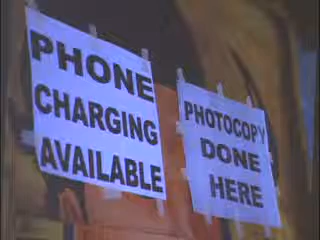 PHONE
CHARGING
AVAILABLE
PHOTOCOPY
DONE
HERE